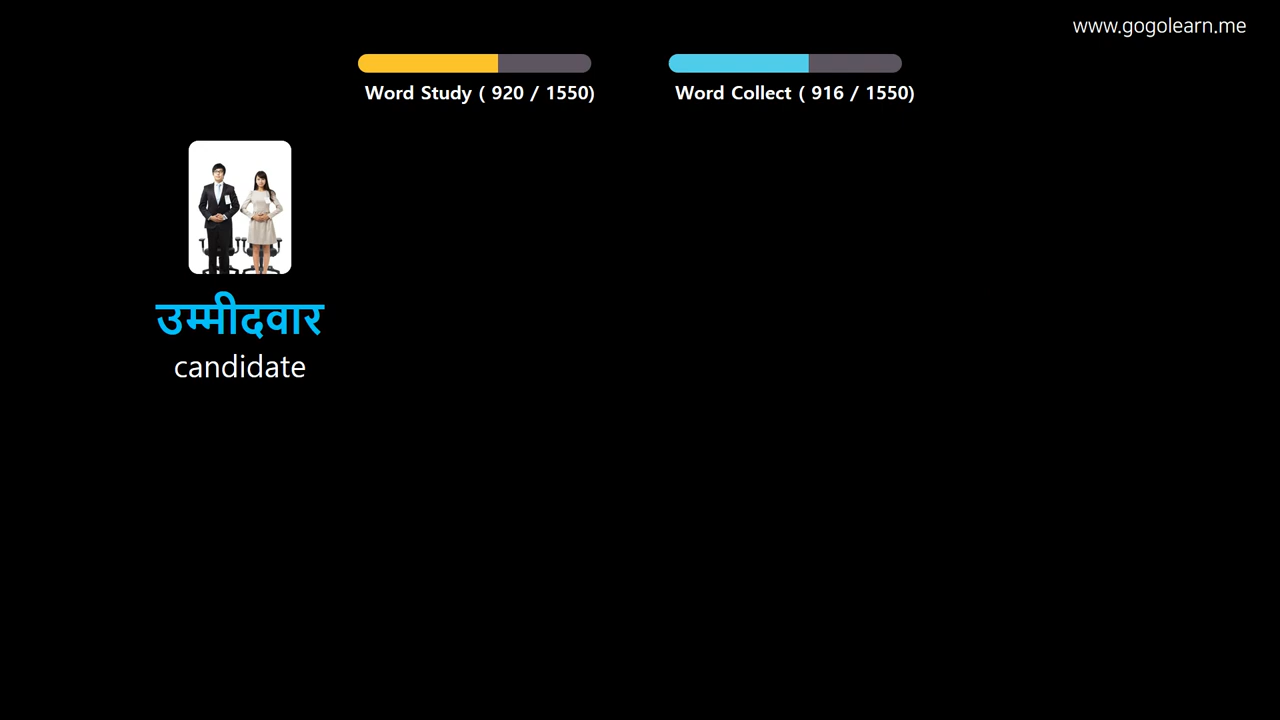 www.gogolearn.me
Word Study ( 920 / 1550)
Word Collect ( 916 / 1550)
उम्मीदवार
candidate